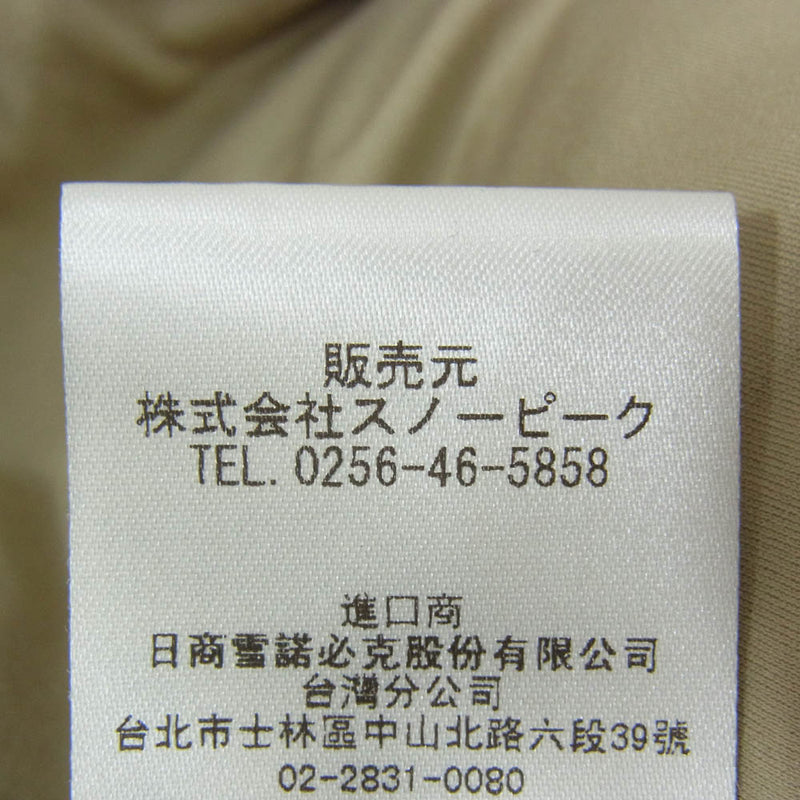 販売元
株式会社スノーピーク
TEL. 0256-46-5858
進口商
日商雪諾必克股份有限公司
台灣分公司
台北市士林區中山北路六段39號
02-2831-0080